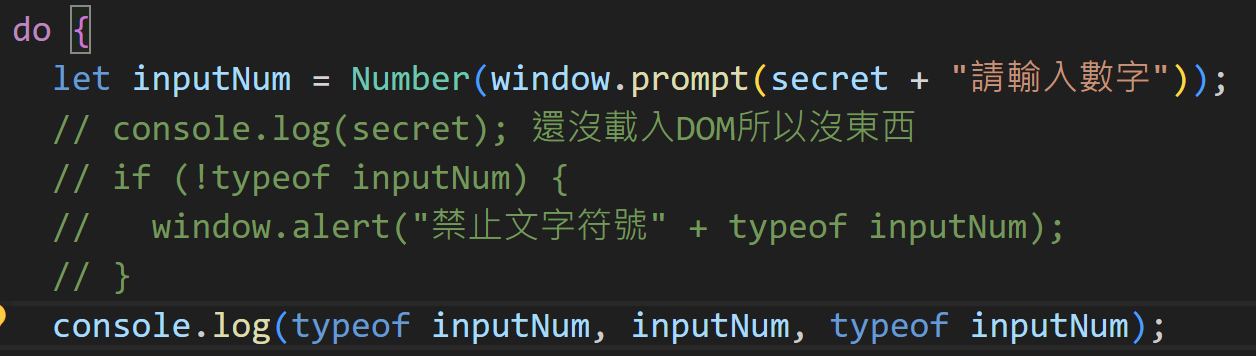 do {
let inputNum = Number(window.prompt(secret + "請輸入數字"));
// console.log(secret); 還沒載入DOM所以沒東西
// if (!typeof inputNum) {
//   window.alert("禁止文字符號" + typeof inputNum);
// }
console.log(typeof inputNum, inputNum, typeof inputNum);